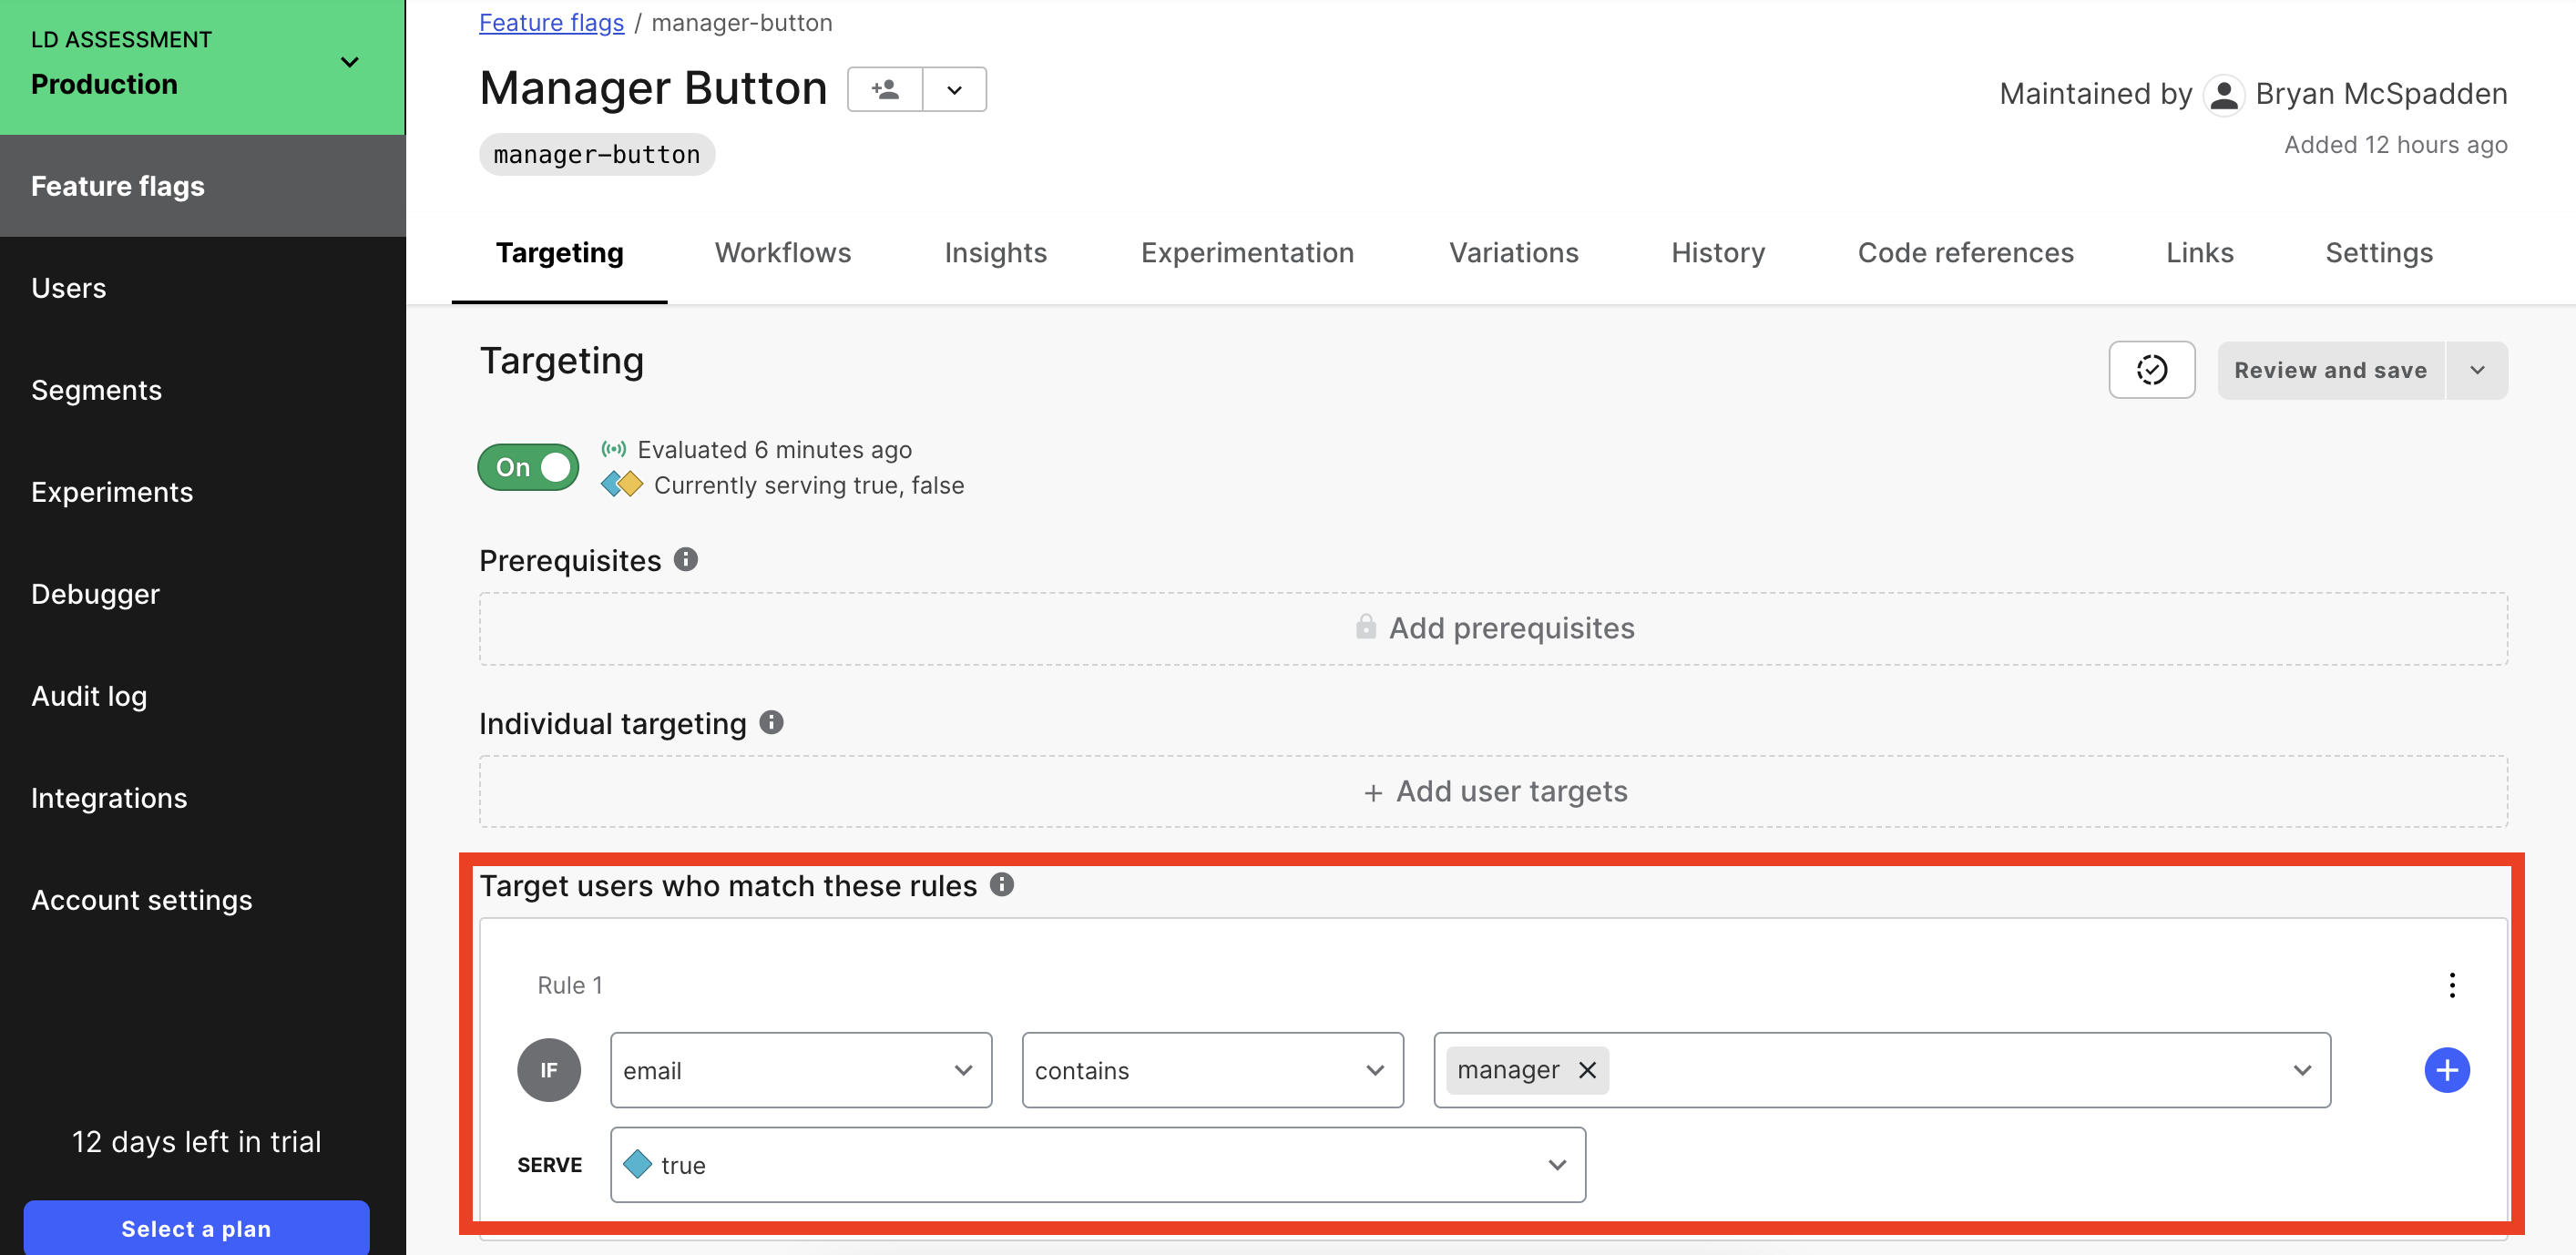 LD ASSESSMENT
Production
Feature flags
Users
Segments
Experiments
Debugger
Audit log
Integrations
Account settings
12 days left in trial
Select a plan
Feature flags / manager-button
Manager Button
manager-button
Maintained by Bryan McSpadden
Added 12 hours ago
Targeting Workflows Insights Experimentation Variations History Code references Links Settings
Targeting
Review and save
On
Evaluated 6 minutes ago
Currently serving true, false
Prerequisites
Add prerequisites
Individual targeting
+ Add user targets
Target users who match these rules
Rule 1
IF email contains manager
SERVE true